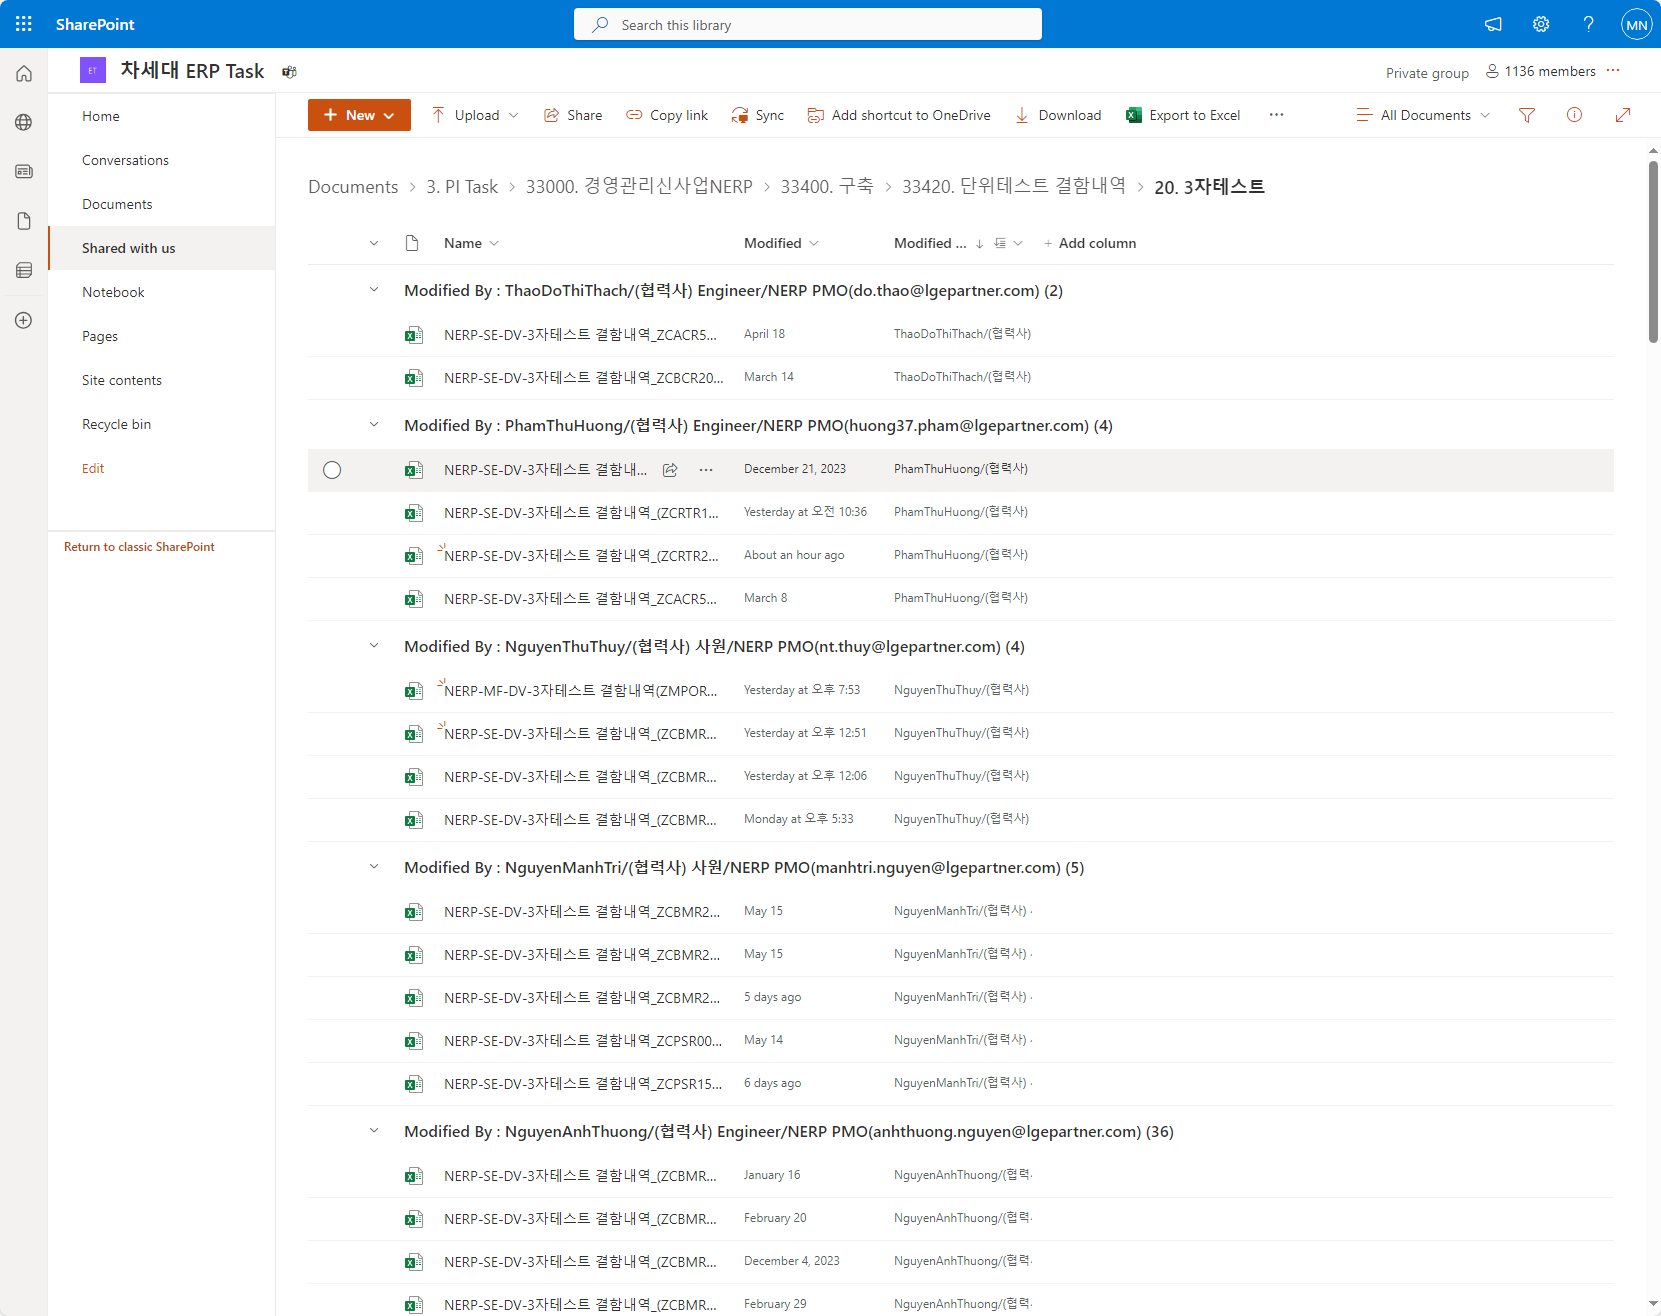 SharePoint
Search this library
MN
ET
차세대 ERP Task
Private group
1136 members
Home
Conversations
Documents
Shared with us
Notebook
Pages
Site contents
Recycle bin
Edit
Return to classic SharePoint
New
Upload
Share
Copy link
Sync
Add shortcut to OneDrive
Download
Export to Excel
All Documents
Documents > 3. PI Task > 33000. 경영관리신사업NERP > 33400. 구축 > 33420. 단위테스트 결함내역 > 20. 3자테스트
Name Modified Modified ... + Add column
Modified By : ThaoDoThiThach/(협력사) Engineer/NERP PMO(do.thao@lgepartner.com) (2)
NERP-SE-DV-3자테스트 결함내역_ZCACR5... April 18 ThaoDoThiThach/(협력사)
NERP-SE-DV-3자테스트 결함내역_ZCBCR20... March 14 ThaoDoThiThach/(협력사)
Modified By : PhamThuHuong/(협력사) Engineer/NERP PMO(huong37.pham@lgepartner.com) (4)
NERP-SE-DV-3자테스트 결함내... December 21, 2023 PhamThuHuong/(협력사)
NERP-SE-DV-3자테스트 결함내역_(ZCRTR1... Yesterday at 오전 10:36 PhamThuHuong/(협력사)
NERP-SE-DV-3자테스트 결함내역_(ZCRTR2... About an hour ago PhamThuHuong/(협력사)
NERP-SE-DV-3자테스트 결함내역_ZCACR5... March 8 PhamThuHuong/(협력사)
Modified By : NguyenThuThuy/(협력사) 사원/NERP PMO(nt.thuy@lgepartner.com) (4)
NERP-MF-DV-3자테스트 결함내역(ZMPOR... Yesterday at 오후 7:53 NguyenThuThuy/(협력사)
NERP-SE-DV-3자테스트 결함내역_(ZCBMR... Yesterday at 오후 12:51 NguyenThuThuy/(협력사)
NERP-SE-DV-3자테스트 결함내역_(ZCBMR... Yesterday at 오후 12:06 NguyenThuThuy/(협력사)
NERP-SE-DV-3자테스트 결함내역_(ZCBMR... Monday at 오후 5:33 NguyenThuThuy/(협력사)
Modified By : NguyenManhTri/(협력사) 사원/NERP PMO(manhtri.nguyen@lgepartner.com) (5)
NERP-SE-DV-3자테스트 결함내역_ZCBMR2... May 15 NguyenManhTri/(협력사)
NERP-SE-DV-3자테스트 결함내역_ZCBMR2... May 15 NguyenManhTri/(협력사)
NERP-SE-DV-3자테스트 결함내역_ZCBMR2... 5 days ago NguyenManhTri/(협력사)
NERP-SE-DV-3자테스트 결함내역_ZCPSR00... May 14 NguyenManhTri/(협력사)
NERP-SE-DV-3자테스트 결함내역_ZCPSR15... 6 days ago NguyenManhTri/(협력사)
Modified By : NguyenAnhThuong/(협력사) Engineer/NERP PMO(anhthuong.nguyen@lgepartner.com) (36)
NERP-SE-DV-3자테스트 결함내역_(ZCBMR... January 16 NguyenAnhThuong/(협력
NERP-SE-DV-3자테스트 결함내역_(ZCBMR... February 20 NguyenAnhThuong/(협력
NERP-SE-DV-3자테스트 결함내역_(ZCBMR... December 4, 2023 NguyenAnhThuong/(협력
NERP-SE-DV-3자테스트 결함내역_(ZCBMR... February 29 NguyenAnhThuong/(협력